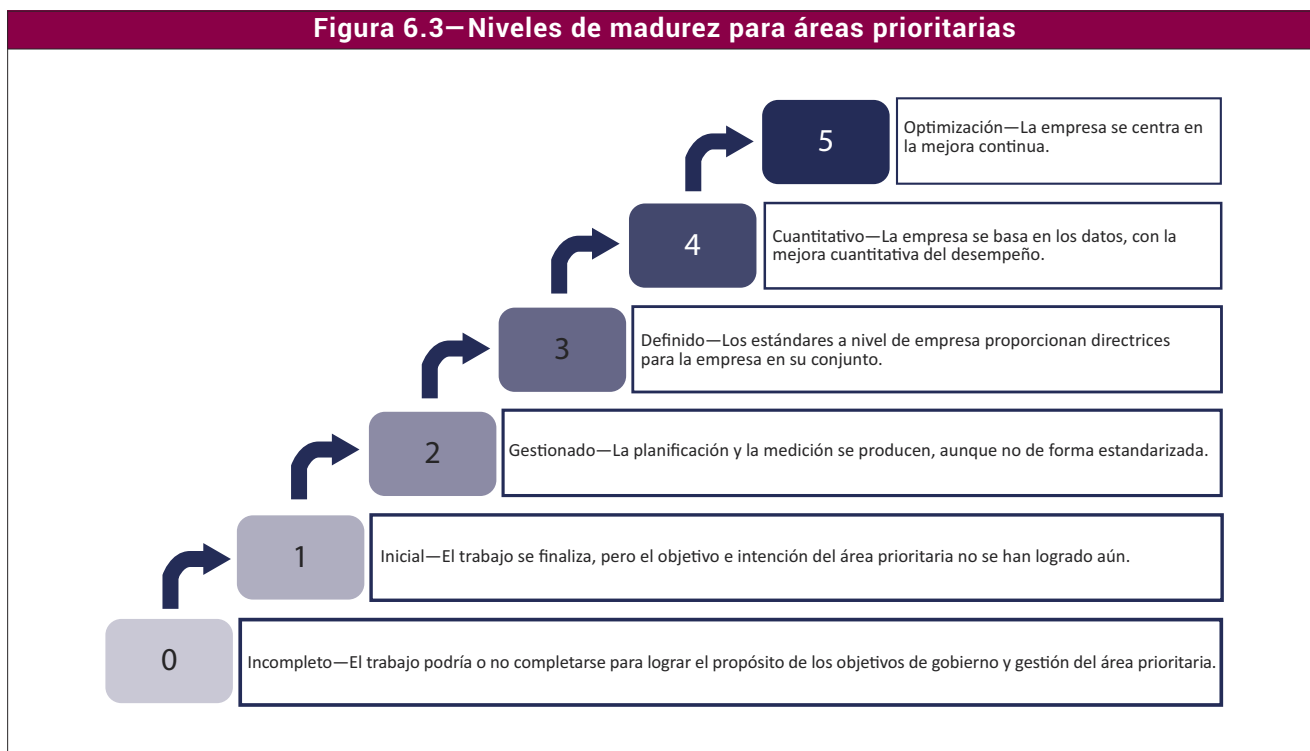 Figura 6.3—Niveles de madurez para áreas prioritarias
5
Optimización—La empresa se centra en
la mejora continua.
4
Cuantitativo—La empresa se basa en los datos, con la
mejora cuantitativa del desempeño.
3
Definido—Los estándares a nivel de empresa proporcionan directrices
para la empresa en su conjunto.
2
Gestionado—La planificación y la medición se producen, aunque no de forma estandarizada.
1
Inicial—El trabajo se finaliza, pero el objetivo e intención del área prioritaria no se han logrado aún.
0
Incompleto—El trabajo podría o no completarse para lograr el propósito de los objetivos de gobierno y gestión del área prioritaria.